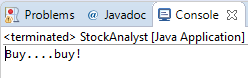 Problems @ Javadoc Console
<terminated> StockAnalyst [Java Application]
Buy....buy!